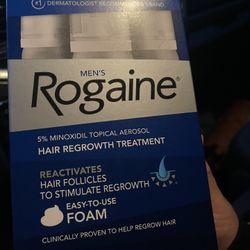 #1 DERMATOLOGIST RECOMMENDED BRAND
MEN'S
Rogaine®
5% MINOXIDIL TOPICAL AEROSOL
HAIR REGROWTH TREATMENT
REACTIVATES
HAIR FOLLICLES
TO STIMULATE REGROWTH
EASY-TO-USE
FOAM
CLINICALLY PROVEN TO HELP REGROW HAIR